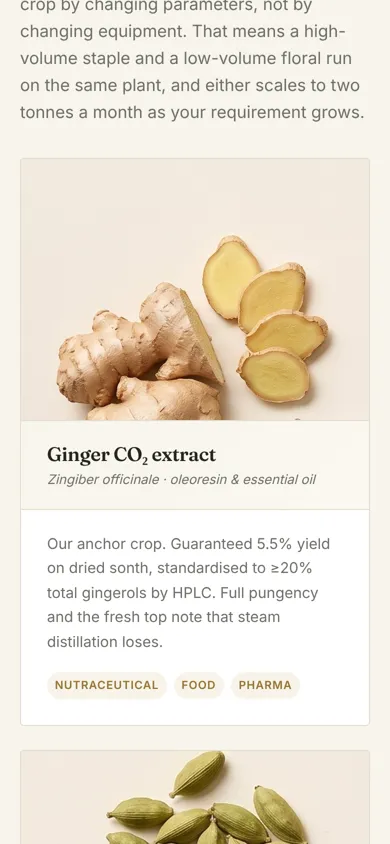 crop by changing parameters, not by
changing equipment. That means a high-
volume staple and a low-volume floral run
on the same plant, and either scales to two
tonnes a month as your requirement grows.
Ginger CO₂ extract
Zingiber officinale · oleoresin & essential oil
Our anchor crop. Guaranteed 5.5% yield
on dried sonth, standardised to ≥20%
total gingerols by HPLC. Full pungency
and the fresh top note that steam
distillation loses.
NUTRACEUTICAL FOOD PHARMA